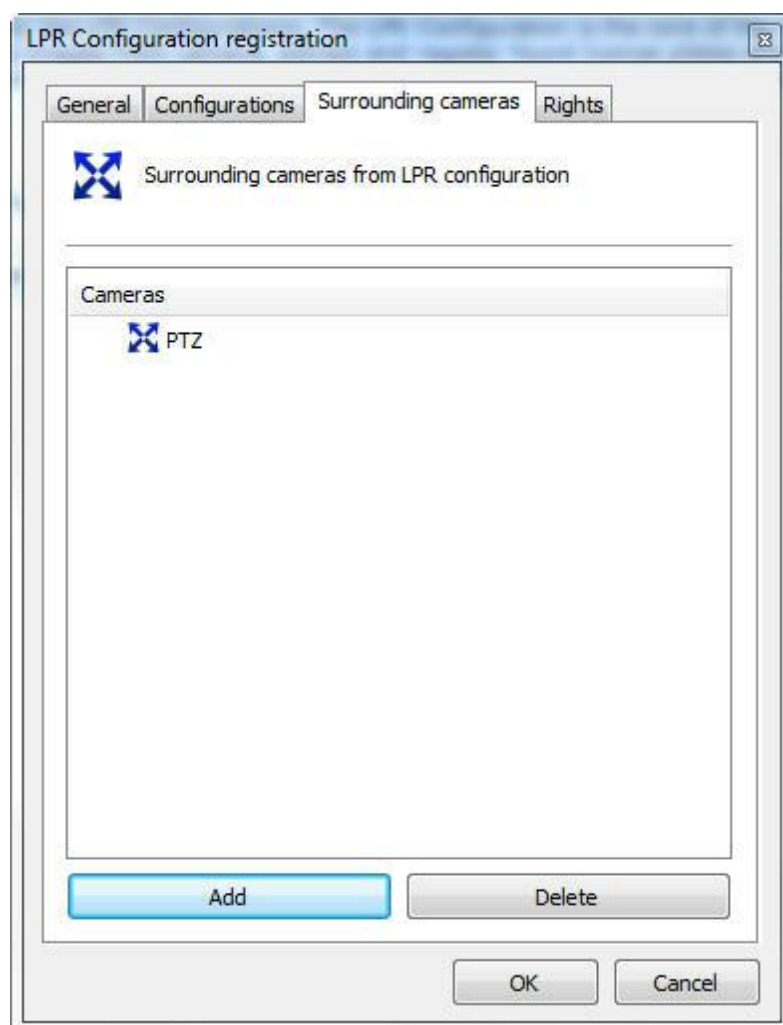 LPR Configuration registration
General Configurations Surrounding cameras Rights
Surrounding cameras from LPR configuration
Cameras
PTZ
Add Delete
OK Cancel